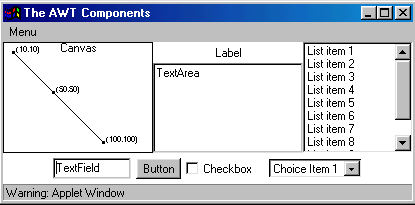 The AWT Components
Menu
Canvas
(10.10)
(50.50)
(100.100)
Label
TextArea
List item 1
List item 2
List item 3
List item 4
List item 5
List item 6
List item 7
List item 8
TextField
Button
Checkbox
Choice Item 1
Warning: Applet Window